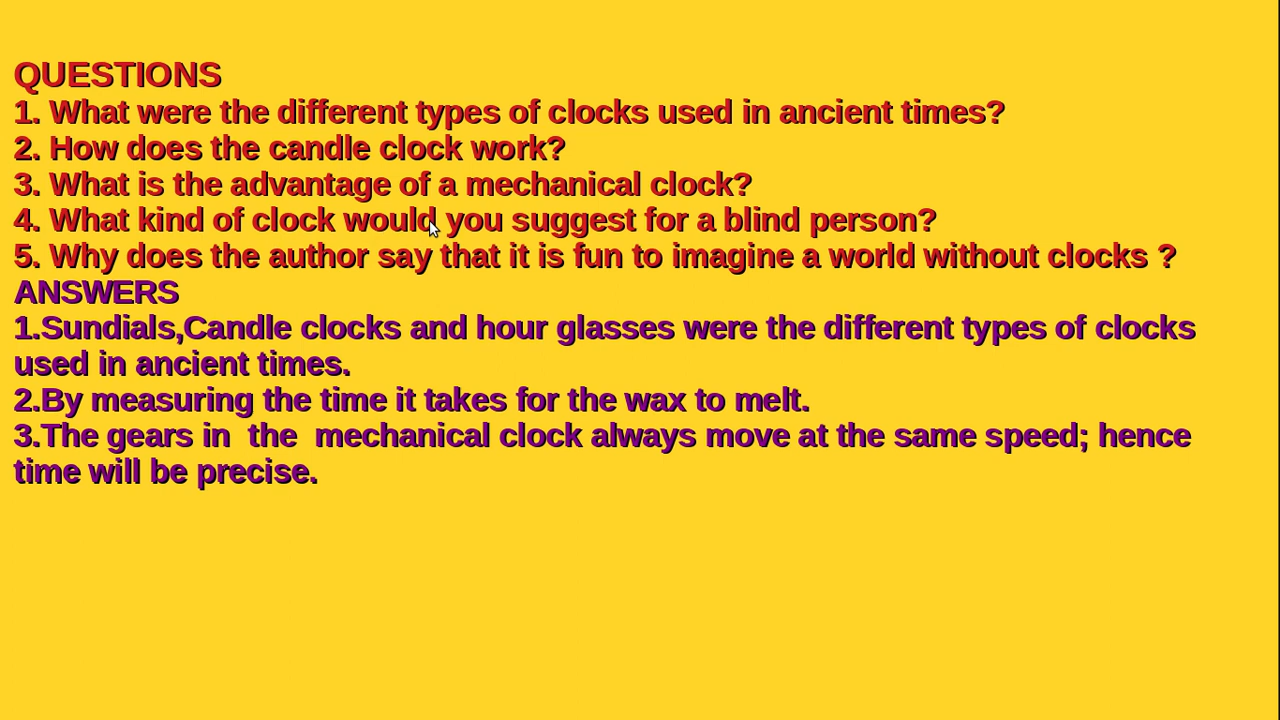 QUESTIONS
1. What were the different types of clocks used in ancient times?
2. How does the candle clock work?
3. What is the advantage of a mechanical clock?
4. What kind of clock would you suggest for a blind person?
5. Why does the author say that it is fun to imagine a world without clocks ?
ANSWERS
1.Sundials,Candle clocks and hour glasses were the different types of clocks
used in ancient times.
2.By measuring the time it takes for the wax to melt.
3.The gears in  the  mechanical clock always move at the same speed; hence
time will be precise.